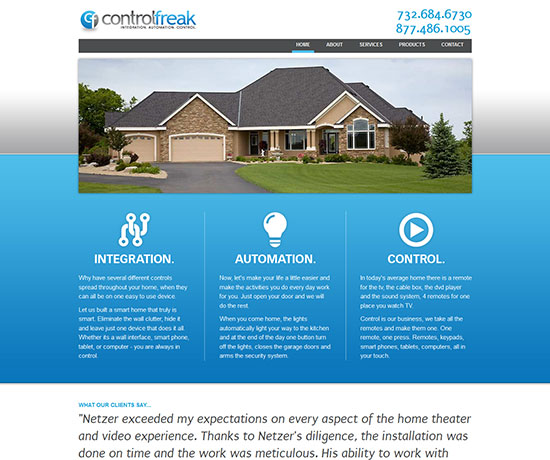 controlfreak
INTEGRATION. AUTOMATION. CONTROL.
732.684.6730
877.486.1005
HOME ABOUT SERVICES PRODUCTS CONTACT
INTEGRATION.
Why have several different controls
spread throughout your home, when they
can all be on one easy to use device.
Let us built a smart home that truly is
smart. Eliminate the wall clutter, hide it
and leave just one device that does it all.
Whether its a wall interface, smart phone,
tablet, or computer - you are always in
control
AUTOMATION.
Now, let's make your life a little easier and
make the activities you do every day work
for you. Just open your door and we will
do the rest.
When you come home, the lights
automatically light your way to the kitchen
and at the end of the day one button turn
off the lights, closes the garage doors and
arms the security system.
CONTROL.
In today's average home there is a remote
for the tv, the cable box, the dvd player
and the sound system, 4 remotes for one
place you watch TV.
Control is our business, we take all the
remotes and make them one. One
remote, one press. Remotes, keypads,
smart phones, tablets, computers, all in
your touch.
WHAT OUR CLIENTS SAY...
"Netzer exceeded my expectations on every aspect of the home theater
and video experience. Thanks to Netzer's diligence, the installation was
done on time and the work was meticulous. His ability to work with